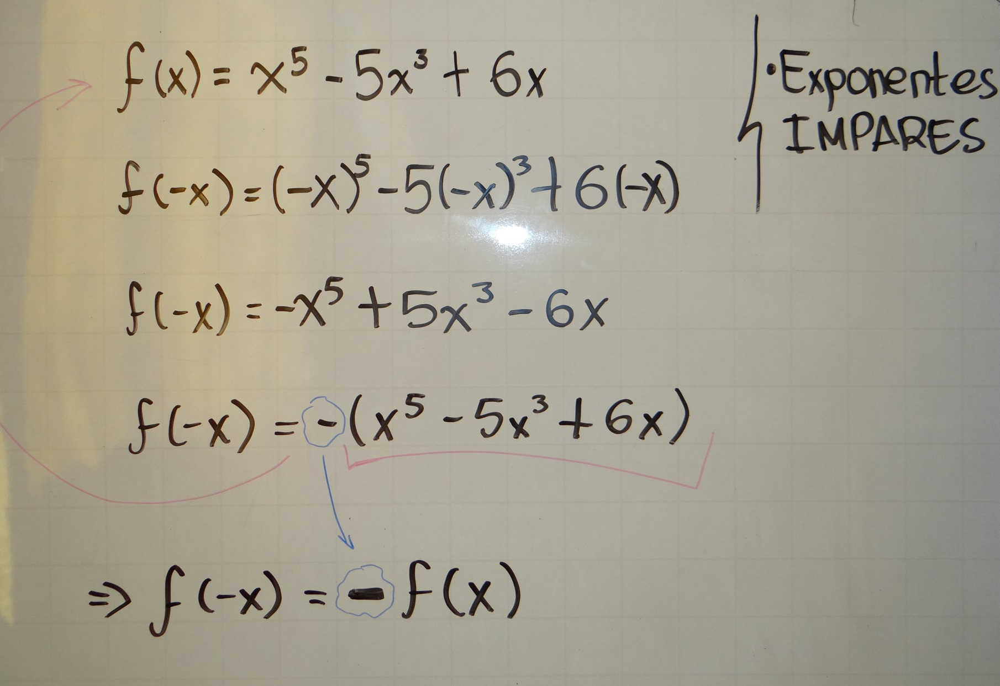 f(x) = x⁵ - 5x³ + 6x
• Exponentes
IMPARES
f(-x) = (-x)⁵ - 5(-x)³ + 6(-x)
f(-x) = -x⁵ + 5x³ - 6x
f(-x) = -(x⁵ - 5x³ + 6x)
⇒ f(-x) = - f(x)